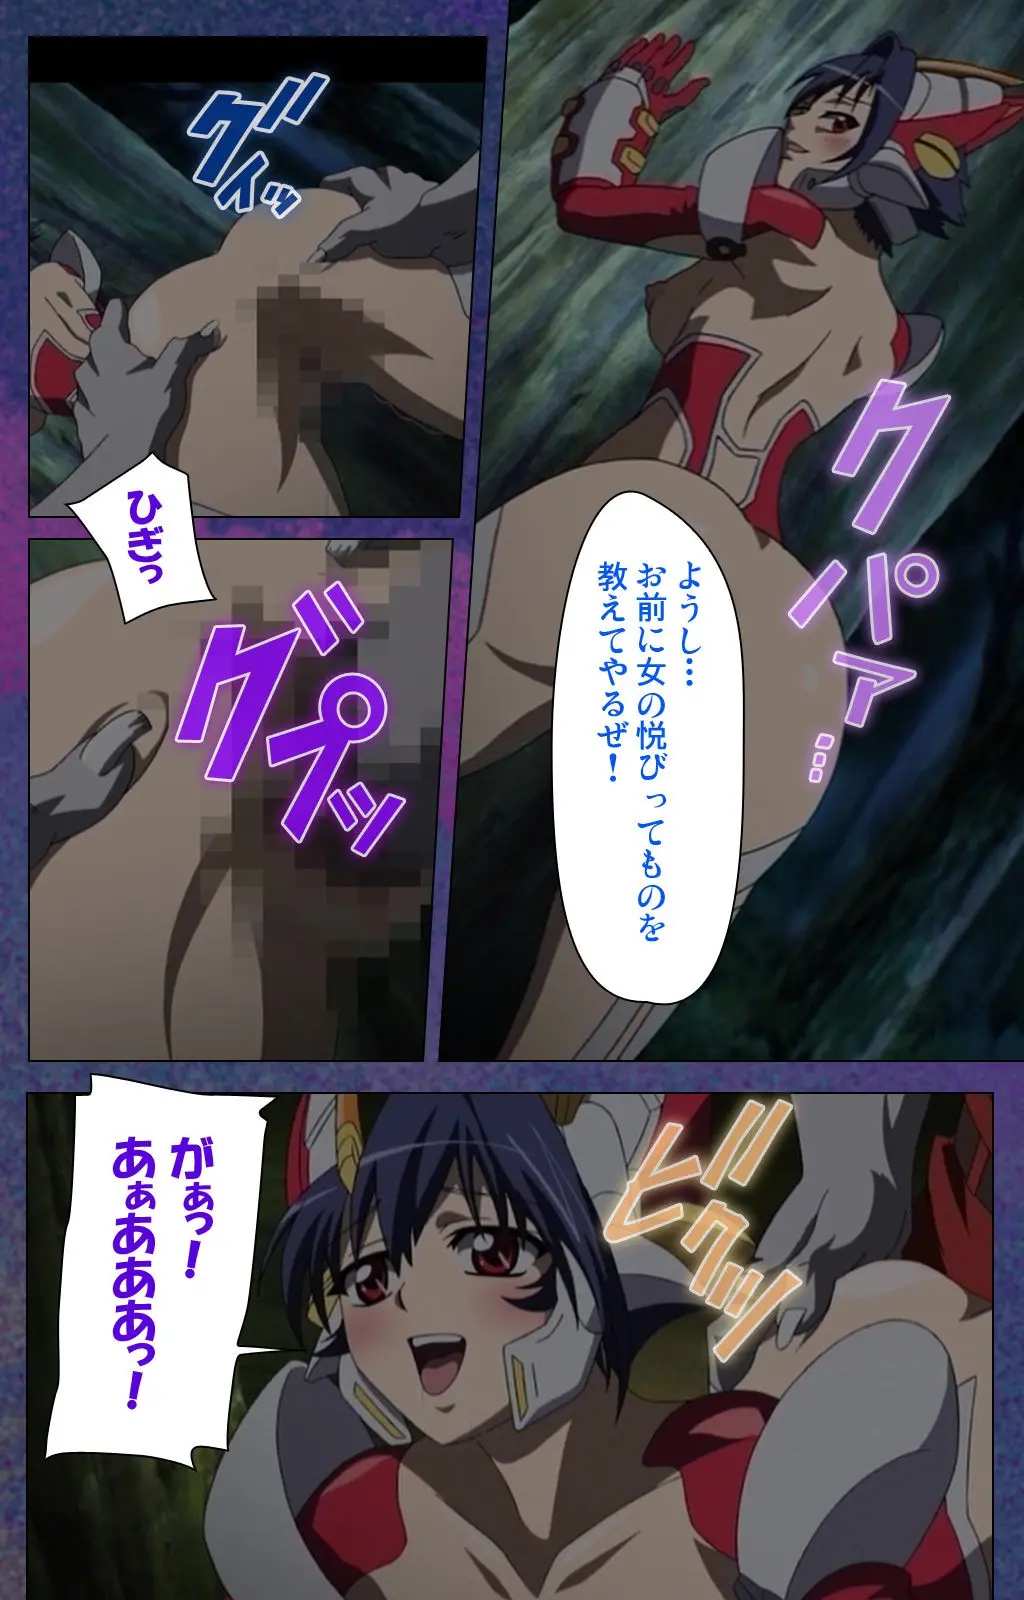 クパァ…
ようし…
お前に女の悦びってものを
教えてやるぜ！
グイッ
ひぎっ
グプッ
ビクッ
がぁっ！
あぁあああっ！